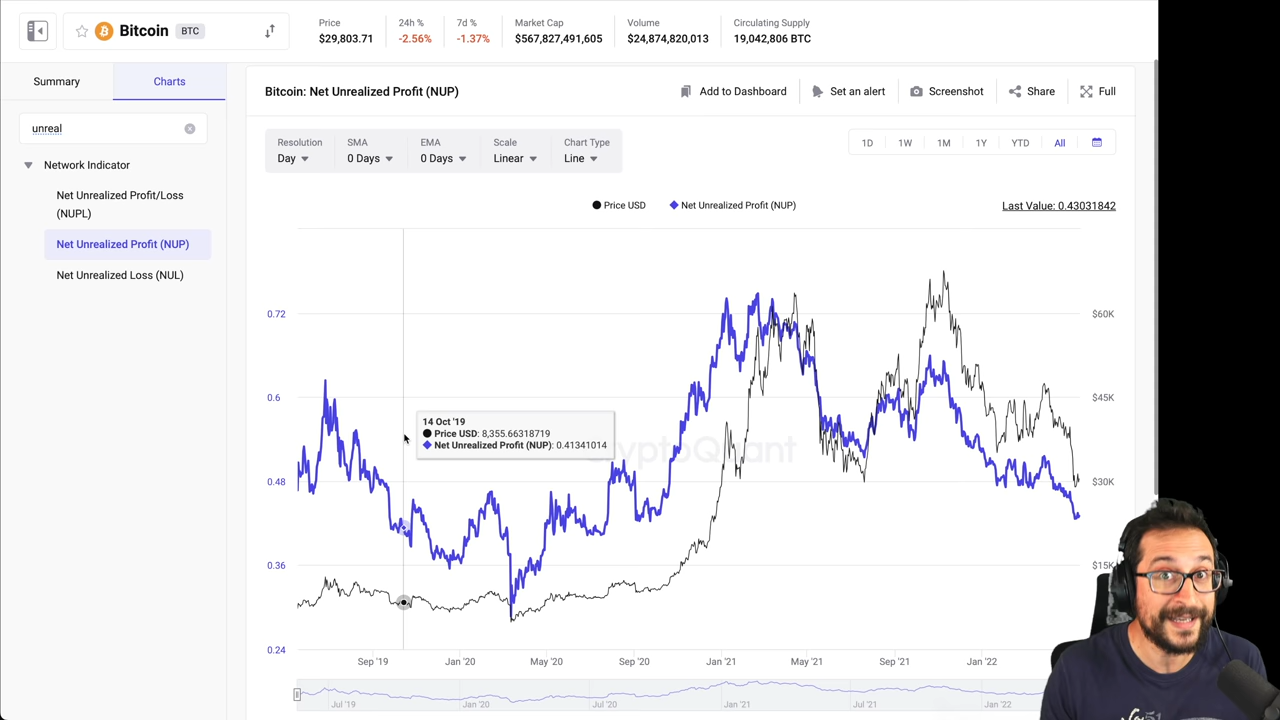 Bitcoin BTC
Price
$29,803.71
24h %
-2.56%
7d %
-1.37%
Market Cap
$567,827,491,605
Volume
$24,874,820,013
Circulating Supply
19,042,806 BTC
Summary
Charts
unreal
Network Indicator
Net Unrealized Profit/Loss
(NUPL)
Net Unrealized Profit (NUP)
Net Unrealized Loss (NUL)
Bitcoin: Net Unrealized Profit (NUP)
Add to Dashboard
Set an alert
Screenshot
Share
Full
Resolution
Day
SMA
0 Days
EMA
0 Days
Scale
Linear
Chart Type
Line
1D 1W 1M 1Y YTD All
Price USD
Net Unrealized Profit (NUP)
Last Value: 0.43031842
0.72
0.6
0.48
0.36
0.24
$60K
$45K
$30K
$15K
14 Oct '19
Price USD: 8,355.66318719
Net Unrealized Profit (NUP): 0.41341014
Sep '19 Jan '20 May '20 Sep '20 Jan '21 May '21 Sep '21 Jan '22
Jul '19 Jan '20 Jul '20 Jan '21 Jul '21 Jan '22